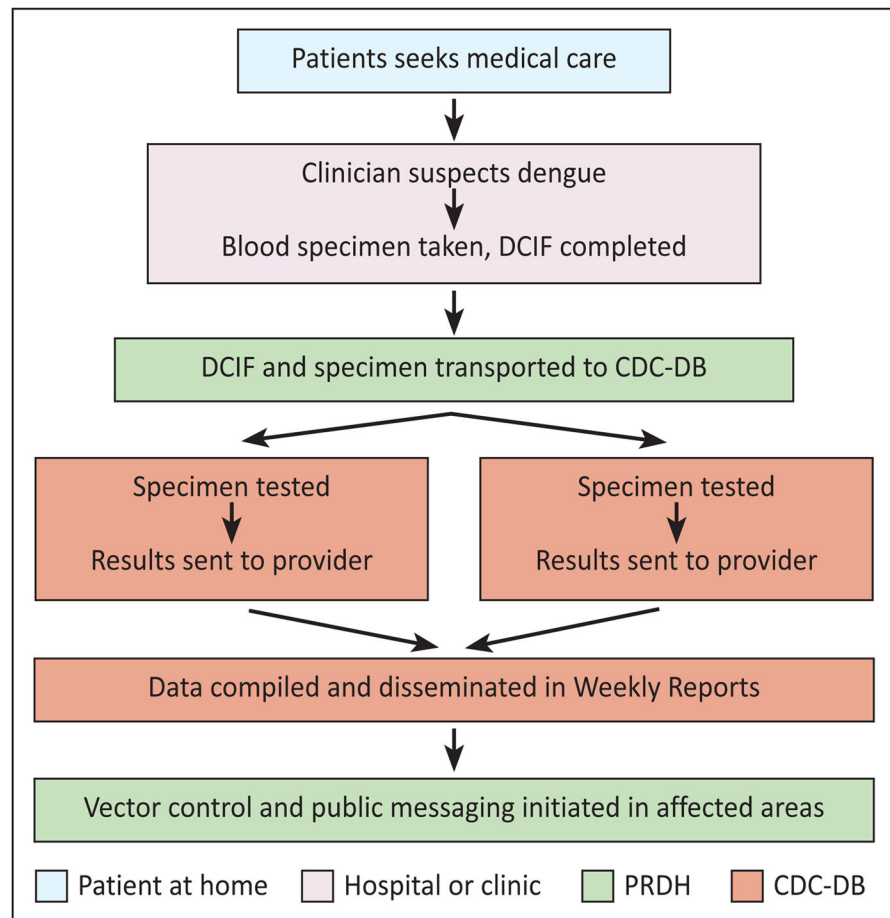 Patients seeks medical care
Clinician suspects dengue
Blood specimen taken, DCIF completed
DCIF and specimen transported to CDC-DB
Specimen tested
Results sent to provider
Specimen tested
Results sent to provider
Data compiled and disseminated in Weekly Reports
Vector control and public messaging initiated in affected areas
Patient at home
Hospital or clinic
PRDH
CDC-DB